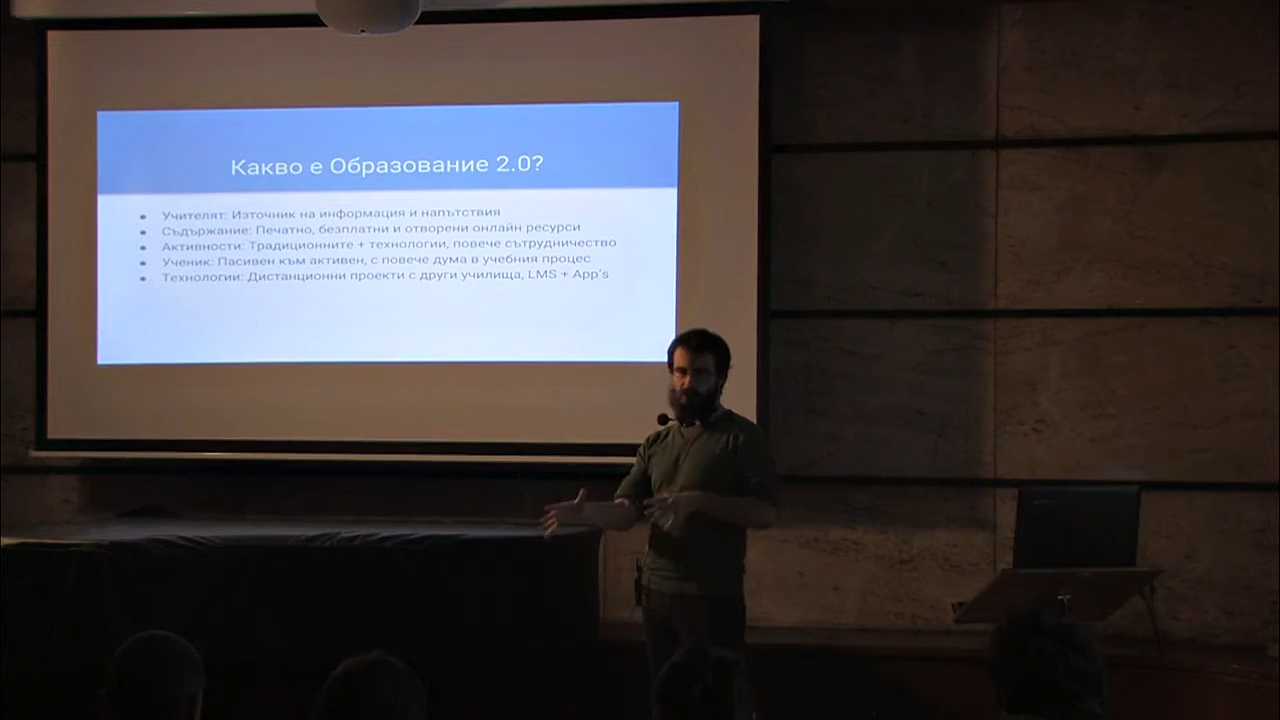 Какво е Образование 2.0?
● Учителят: Източник на информация и напътствия
● Съдържание: Печатно, безплатни и отворени онлайн ресурси
● Активности: Традиционните + технологии, повече сътрудничество
● Ученик: Пасивен към активен, с повече дума в учебния процес
● Технологии: Дистанционни проекти с други училища, LMS + App's